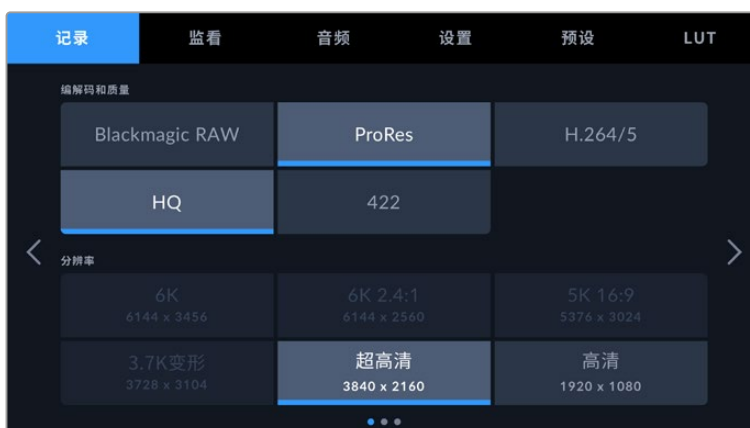 记录 监看 音频 设置 预设 LUT
编解码和质量
Blackmagic RAW ProRes H.264/5
HQ 422
分辨率
6K 6K 2.4:1 5K 16:9
6144 x 3456 6144 x 2560 5376 x 3024
3.7K变形 超高清 高清
3728 x 3104 3840 x 2160 1920 x 1080